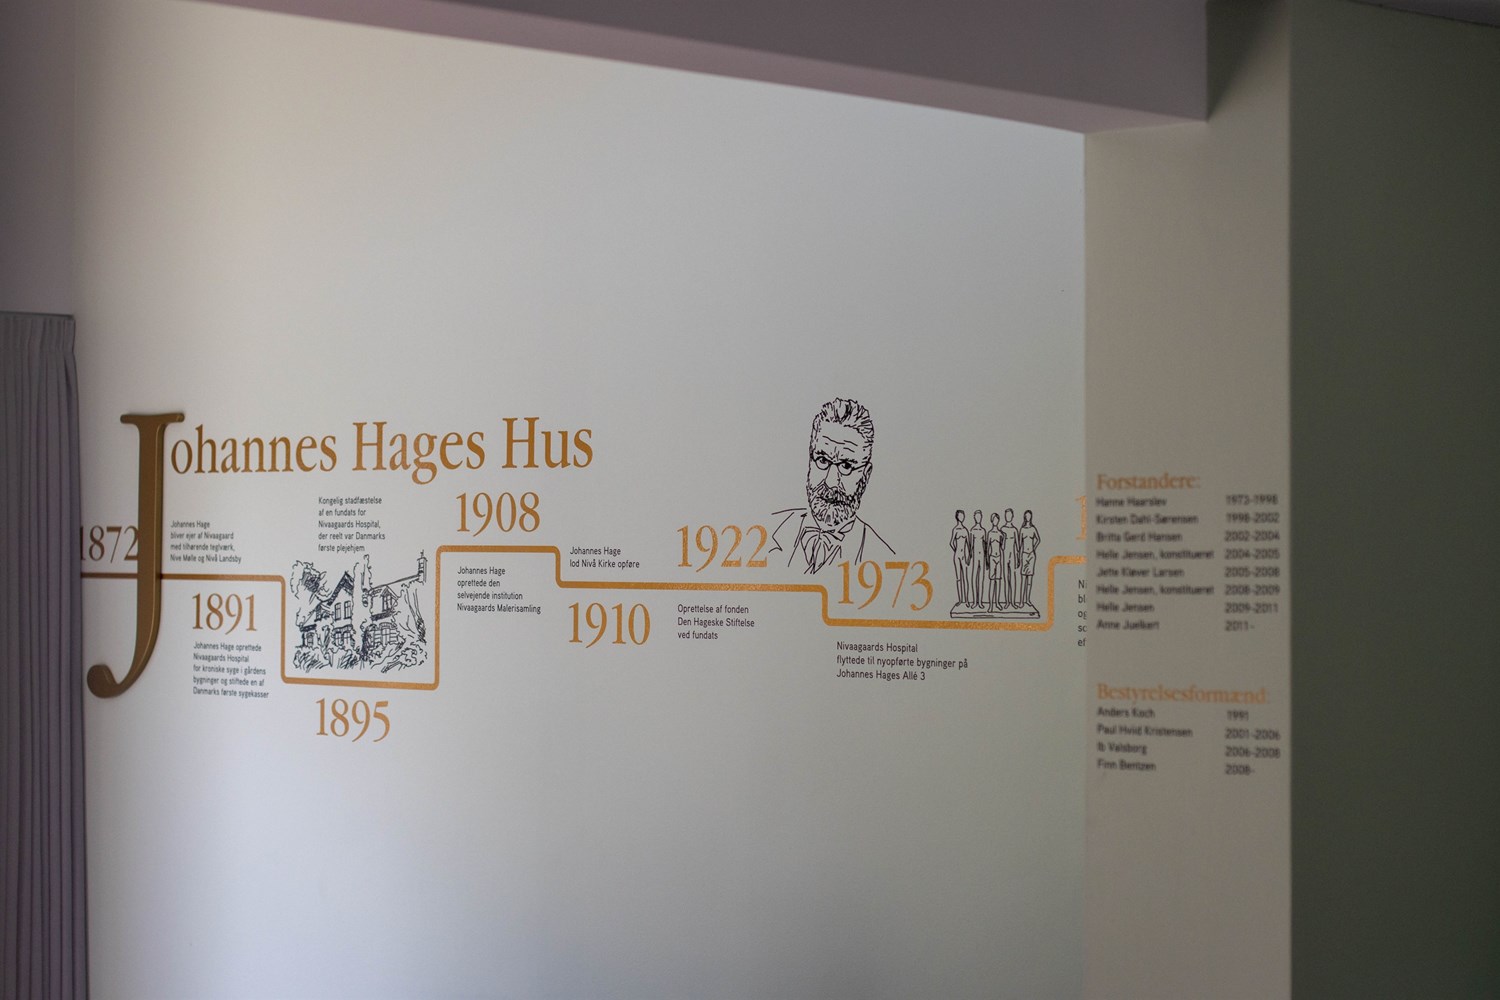 Johannes Hages Hus
1872
Johannes Hage
bliver ejer af Nivaagaard
med tilhørende teglværk,
Nive Mølle og Nivå Landsby
1891
Johannes Hage oprettede
Nivaagaards Hospital
for kroniske syge i gårdens
bygninger og stiftede en af
Danmarks første sygekasser
Kongelig stadfæstelse
af en fundats for
Nivaagaards Hospital,
der reelt var Danmarks
første plejehjem
1895
1908
Johannes Hage
oprettede den
selvejende institution
Nivaagaards Malerisamling
Johannes Hage
lod Nivå Kirke opføre
1910
1922
Oprettelse af fonden
Den Hageske Stiftelse
ved fundats
1973
Nivaagaards Hospital
flyttede til nyopførte bygninger på
Johannes Hages Allé 3
Forstandere:
Hanne Haarslev 1973-1998
Kirsten Dahl-Sørensen 1998-2002
Britta Gerd Hansen 2002-2004
Helle Jensen, konstitueret 2004-2005
Jette Kløver Larsen 2005-2008
Helle Jensen, konstitueret 2008-2009
Helle Jensen 2009-2011
Anne Juelkert 2011-
Bestyrelsesformænd:
Anders Koch 1991
Paul Hvid Kristensen 2001-2006
Ib Valsborg 2006-2008
Finn Bentzen 2008-